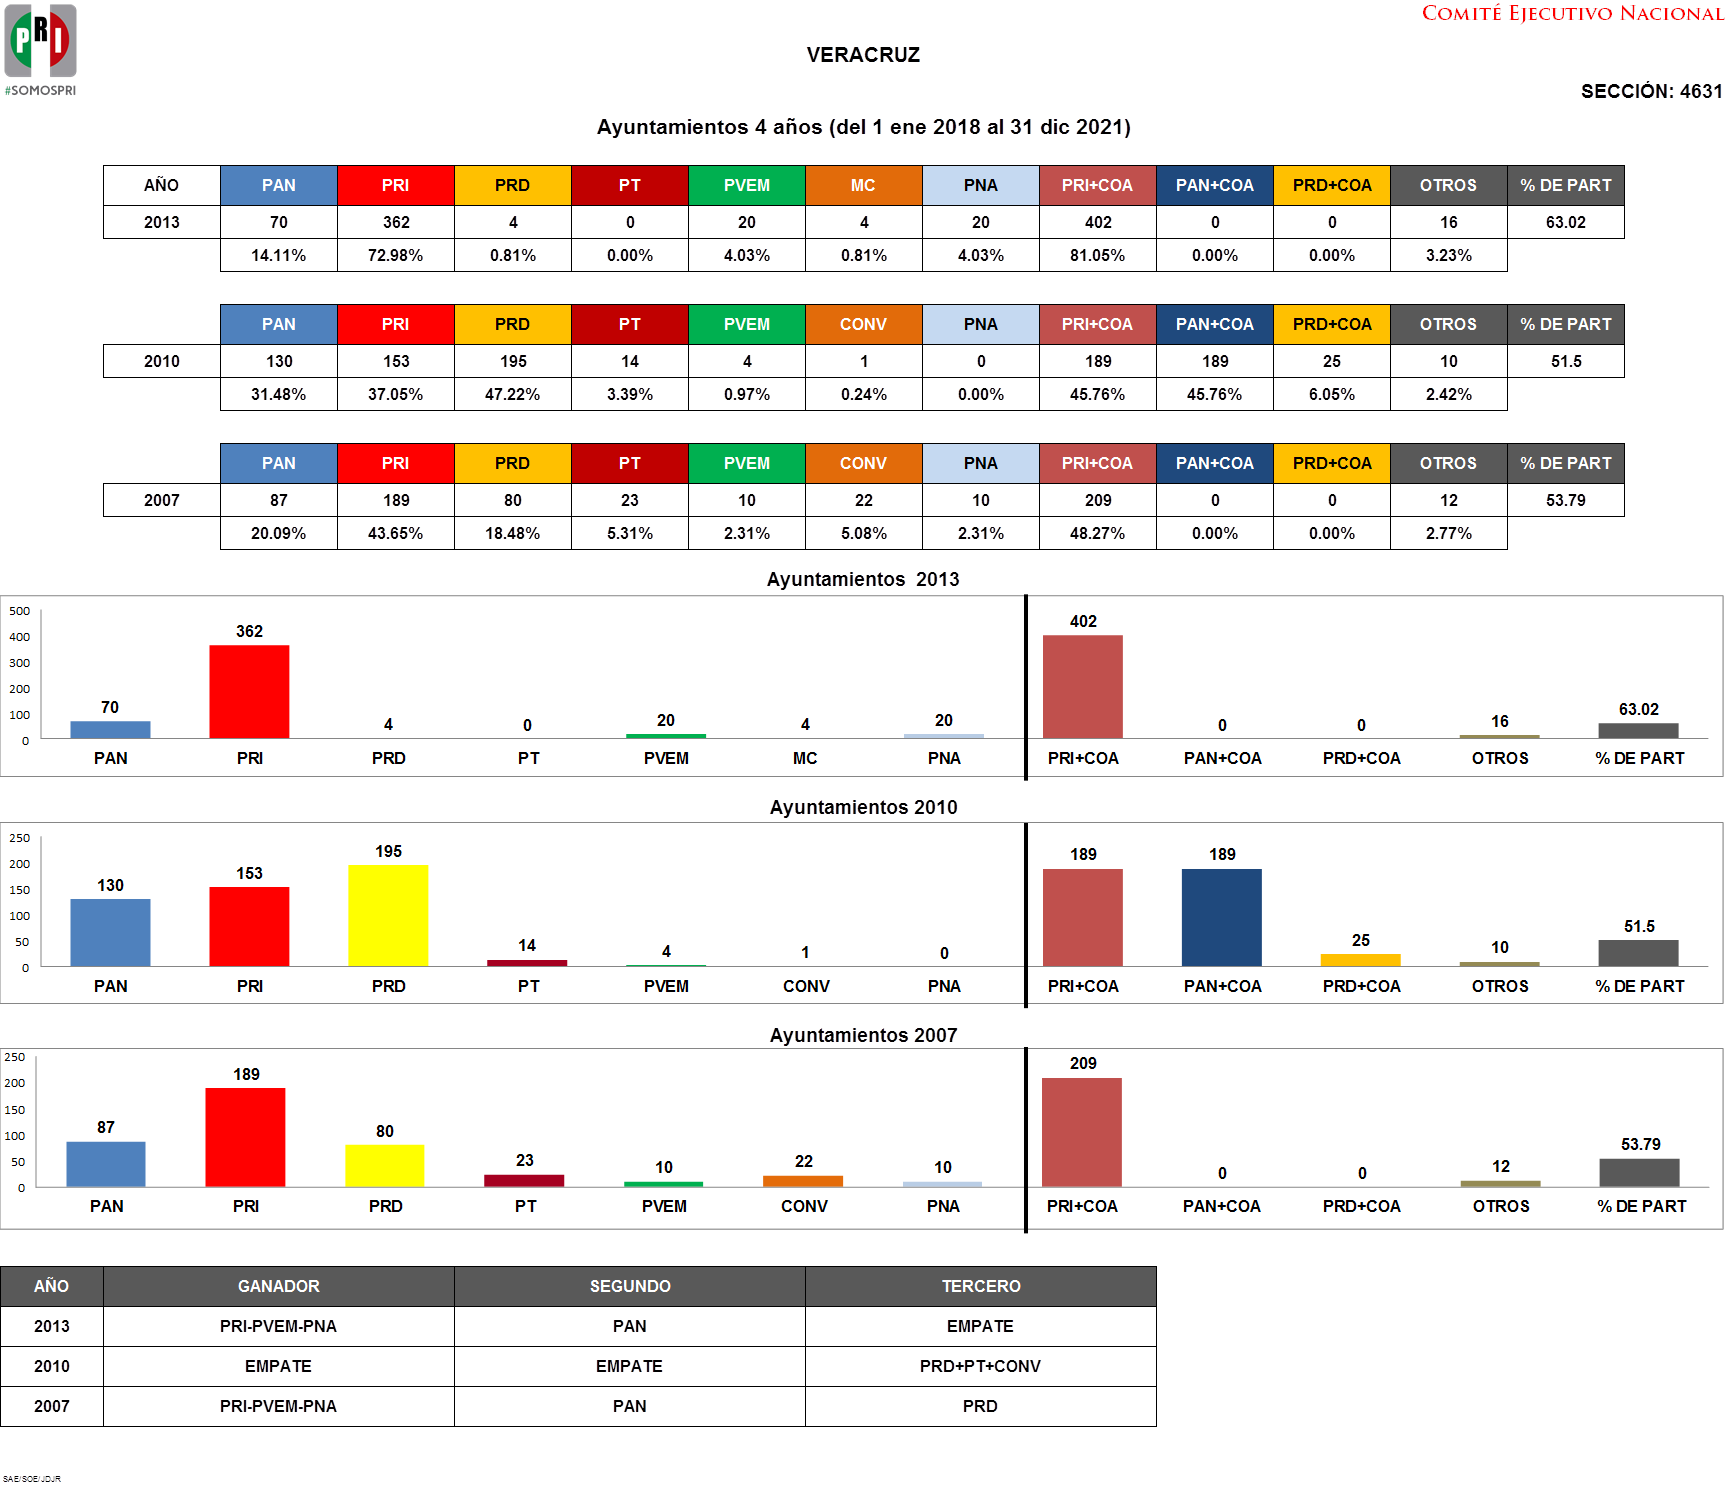 PRI
#SOMOSPRI
COMITÉ EJECUTIVO NACIONAL
VERACRUZ
SECCIÓN: 4631
Ayuntamientos 4 años (del 1 ene 2018 al 31 dic 2021)
AÑO PAN PRI PRD PT PVEM MC PNA PRI+COA PAN+COA PRD+COA OTROS % DE PART
2013 70 362 4 0 20 4 20 402 0 0 16 63.02
14.11% 72.98% 0.81% 0.00% 4.03% 0.81% 4.03% 81.05% 0.00% 0.00% 3.23%
PAN PRI PRD PT PVEM CONV PNA PRI+COA PAN+COA PRD+COA OTROS % DE PART
2010 130 153 195 14 4 1 0 189 189 25 10 51.5
31.48% 37.05% 47.22% 3.39% 0.97% 0.24% 0.00% 45.76% 45.76% 6.05% 2.42%
PAN PRI PRD PT PVEM CONV PNA PRI+COA PAN+COA PRD+COA OTROS % DE PART
2007 87 189 80 23 10 22 10 209 0 0 12 53.79
20.09% 43.65% 18.48% 5.31% 2.31% 5.08% 2.31% 48.27% 0.00% 0.00% 2.77%
Ayuntamientos 2013
500
400
300
200
100
0
70 362 4 0 20 4 20 402 0 0 16 63.02
PAN PRI PRD PT PVEM MC PNA PRI+COA PAN+COA PRD+COA OTROS % DE PART
Ayuntamientos 2010
250
200
150
100
50
0
130 153 195 14 4 1 0 189 189 25 10 51.5
PAN PRI PRD PT PVEM CONV PNA PRI+COA PAN+COA PRD+COA OTROS % DE PART
Ayuntamientos 2007
250
200
150
100
50
0
87 189 80 23 10 22 10 209 0 0 12 53.79
PAN PRI PRD PT PVEM CONV PNA PRI+COA PAN+COA PRD+COA OTROS % DE PART
AÑO GANADOR SEGUNDO TERCERO
2013 PRI-PVEM-PNA PAN EMPATE
2010 EMPATE EMPATE PRD+PT+CONV
2007 PRI-PVEM-PNA PAN PRD
SAE/SOE/JDJR